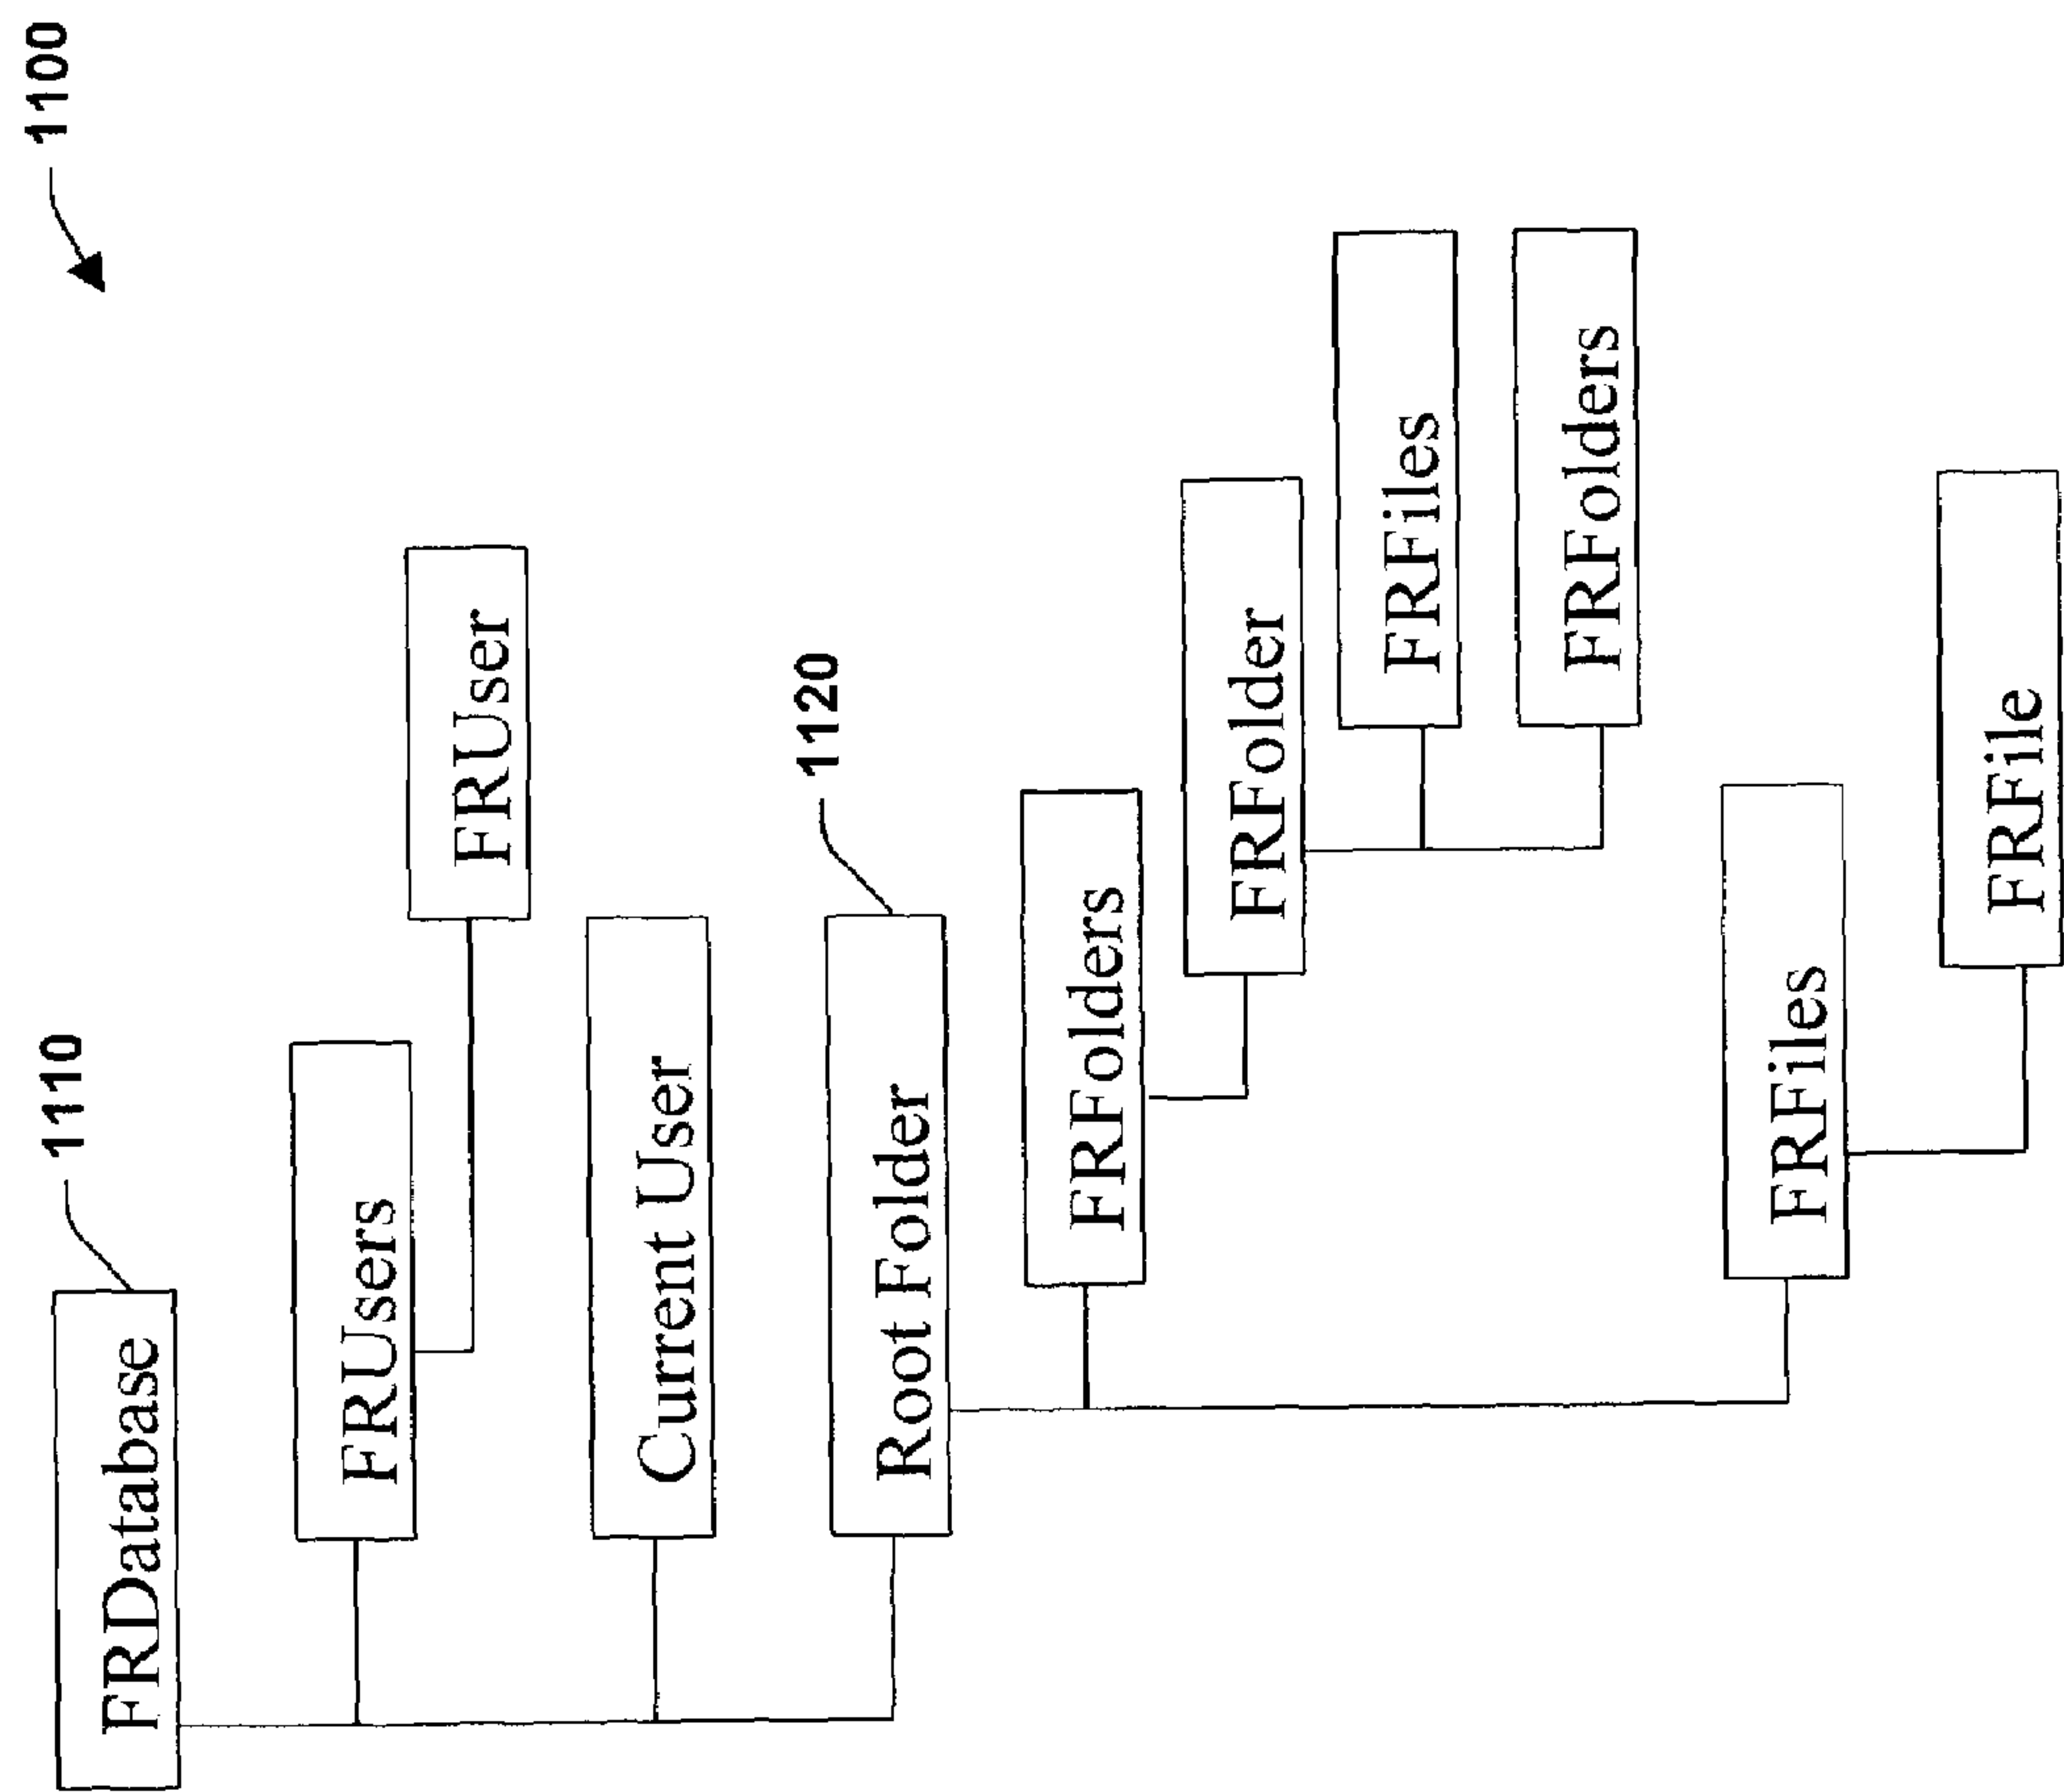 1100
1110
FRDatabase
FRUsers
FRUser
Current User
1120
Root Folder
FRFolders
FRFolder
FRFiles
FRFolders
FRFiles
FRFile